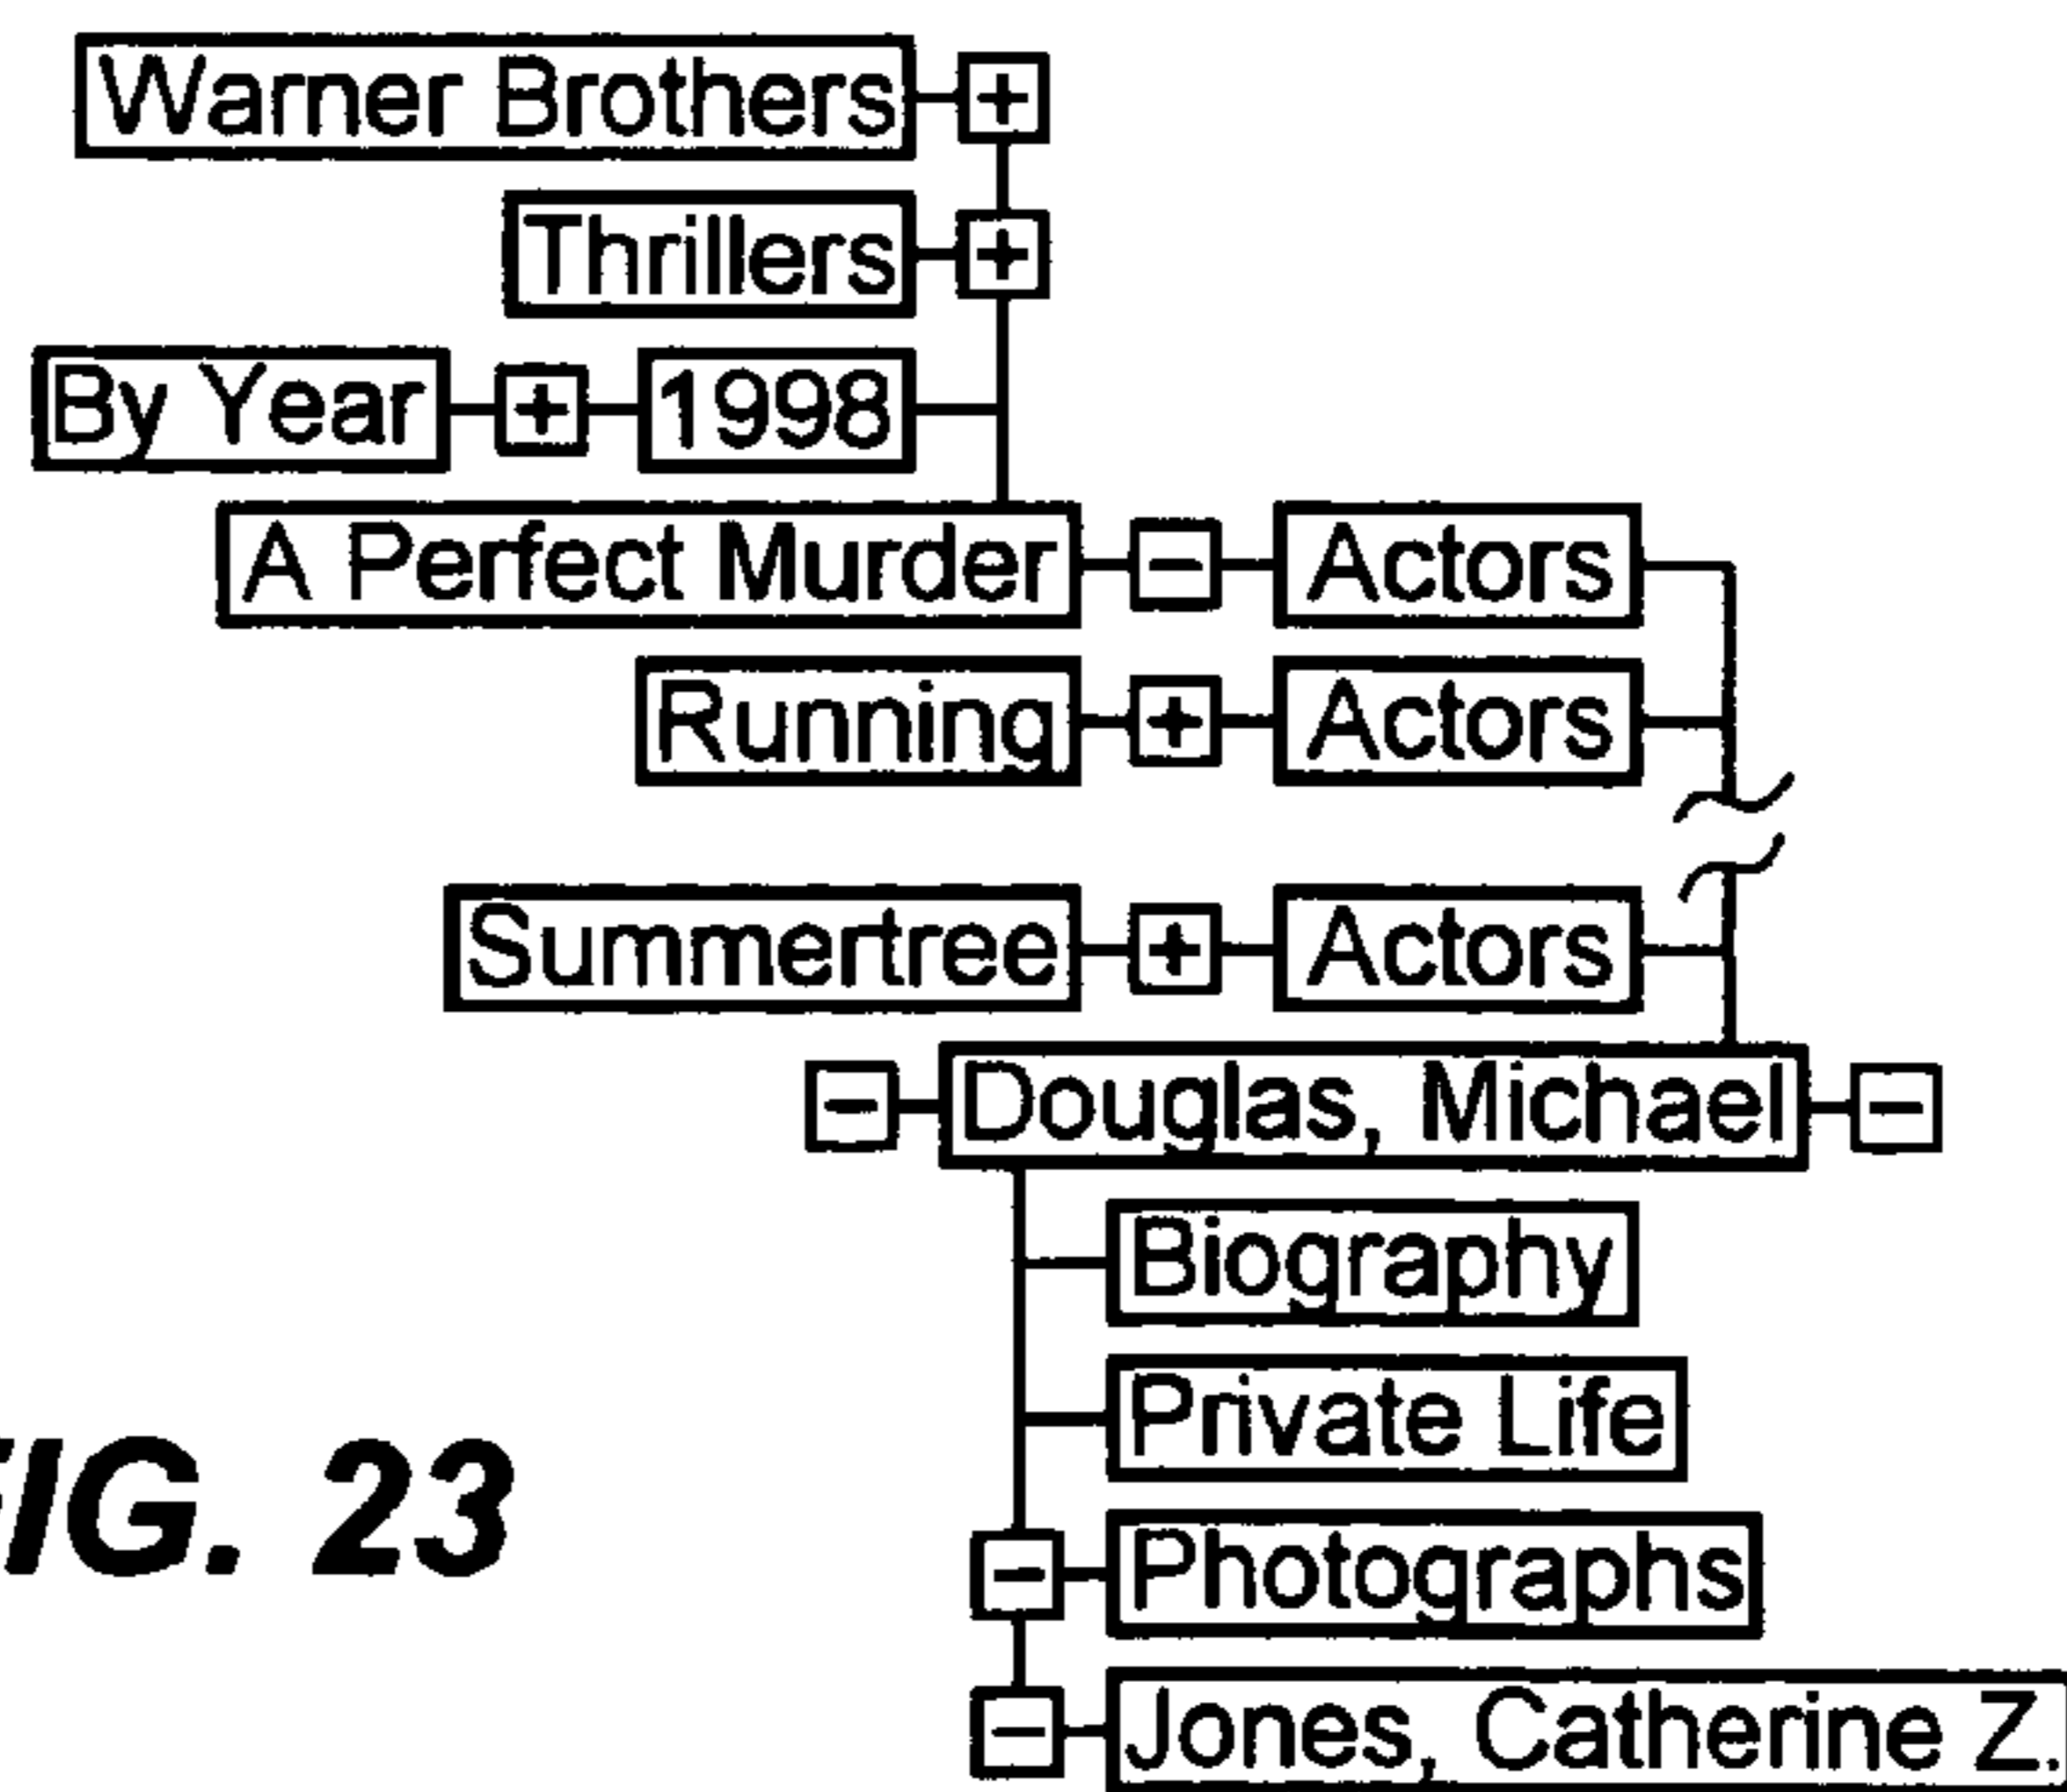 Warner Brothers +
Thrillers +
By Year + 1998
A Perfect Murder − Actors
Running + Actors
Summertree + Actors
− Douglas, Michael −
Biography
Private Life
FIG. 23
− Photographs
− Jones, Catherine Z.